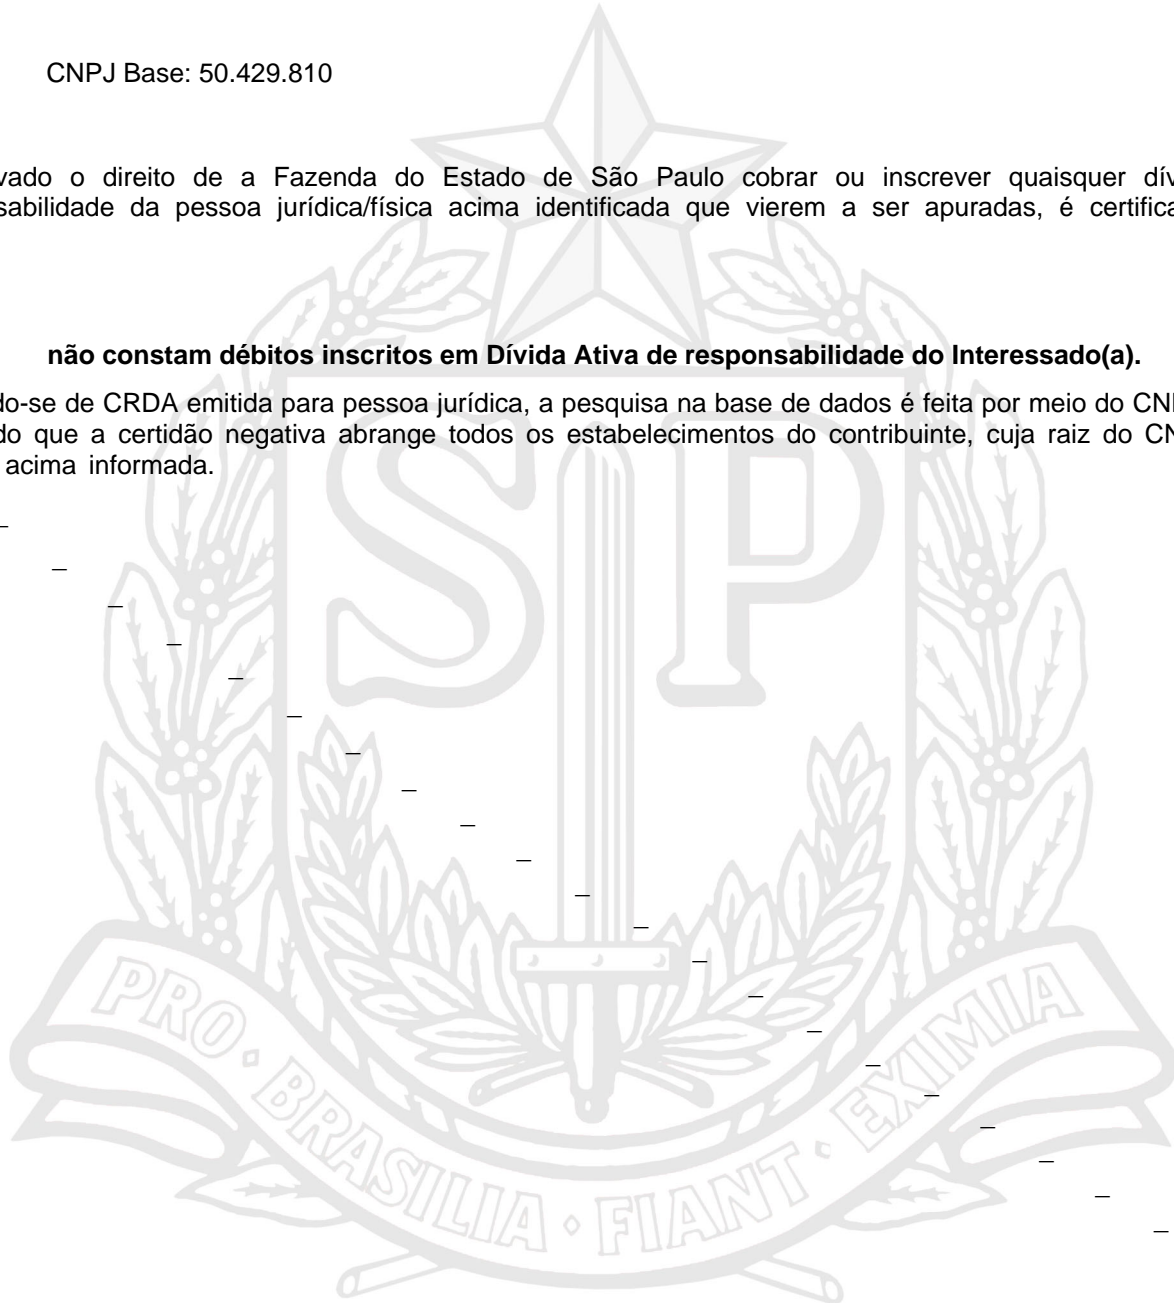 CNPJ Base: 50.429.810
vado o direito de a Fazenda do Estado de São Paulo cobrar ou inscrever quaisquer dív
sabilidade da pessoa jurídica/física acima identificada que vierem a ser apuradas, é certifica
não constam débitos inscritos em Dívida Ativa de responsabilidade do Interessado(a).
do-se de CRDA emitida para pessoa jurídica, a pesquisa na base de dados é feita por meio do CN
do que a certidão negativa abrange todos os estabelecimentos do contribuinte, cuja raiz do CN
acima informada.
SP
PRO · BRASILIA · FIANT · EXIMIA